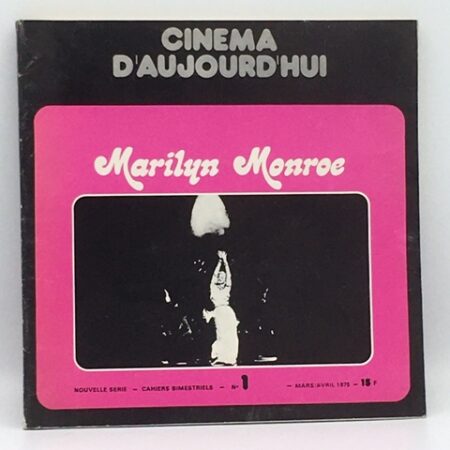 CINEMA
D'AUJOURD'HUI
Marilyn Monroe
NOUVELLE SERIE – CAHIERS BIMESTRIELS – N° 1 – MARS/AVRIL 1975 – 15 F